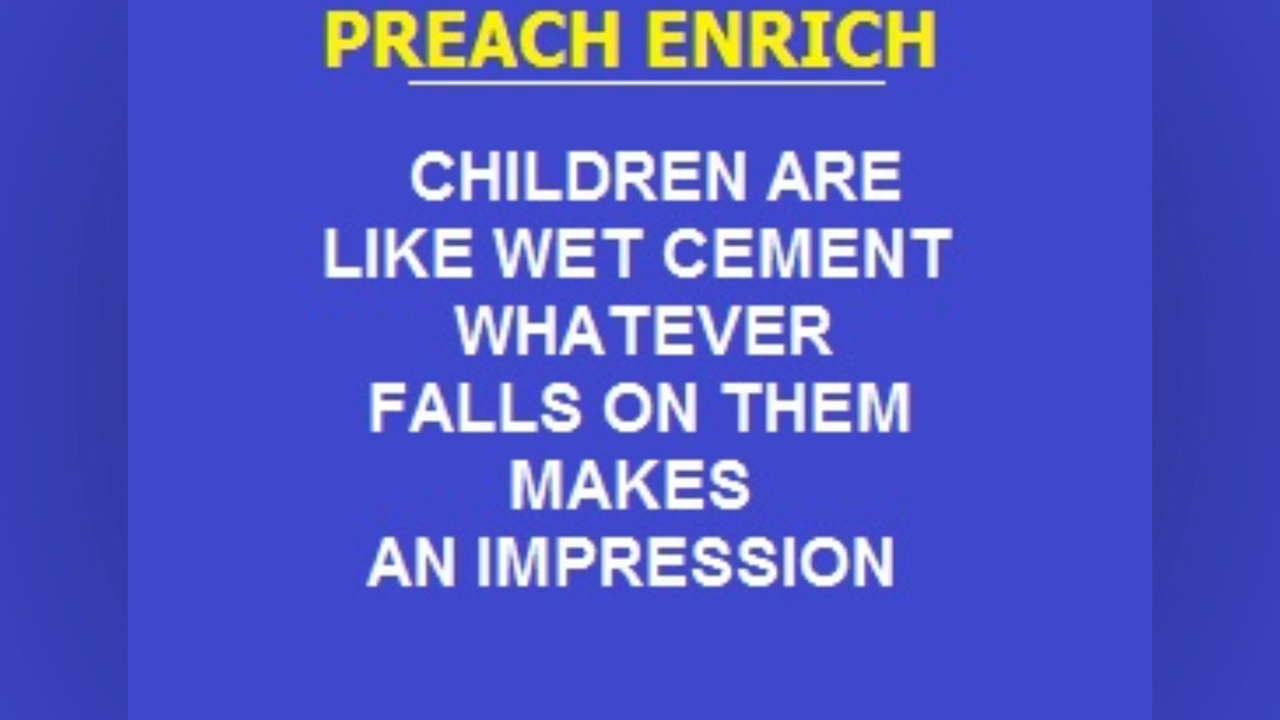 PREACH ENRICH
CHILDREN ARE
LIKE WET CEMENT
WHATEVER
FALLS ON THEM
MAKES
AN IMPRESSION